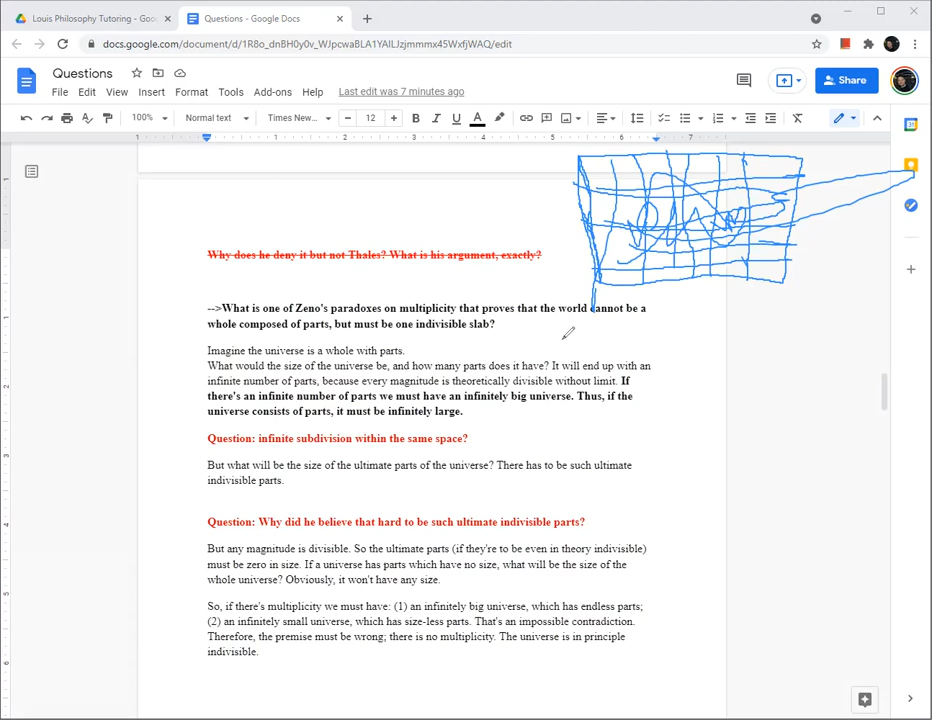 Louis Philosophy Tutoring - Goo
Questions - Google Docs
docs.google.com/document/d/1R8o_dnBH0y0v_WJpcwaBLA1YAlLJzjmmmx45WxfjWAQ/edit
Questions
File Edit View Insert Format Tools Add-ons Help Last edit was 7 minutes ago
Share
100% Normal text Times New... 12 B I U A
1 1 2 3 4 5 6 7
Why does he deny it but not Thales? What is his argument, exactly?
-->What is one of Zeno's paradoxes on multiplicity that proves that the world cannot be a
whole composed of parts, but must be one indivisible slab?
Imagine the universe is a whole with parts.
What would the size of the universe be, and how many parts does it have? It will end up with an
infinite number of parts, because every magnitude is theoretically divisible without limit. If
there's an infinite number of parts we must have an infinitely big universe. Thus, if the
universe consists of parts, it must be infinitely large.
Question: infinite subdivision within the same space?
But what will be the size of the ultimate parts of the universe? There has to be such ultimate
indivisible parts.
Question: Why did he believe that hard to be such ultimate indivisible parts?
But any magnitude is divisible. So the ultimate parts (if they're to be even in theory indivisible)
must be zero in size. If a universe has parts which have no size, what will be the size of the
whole universe? Obviously, it won't have any size.
So, if there's multiplicity we must have: (1) an infinitely big universe, which has endless parts;
(2) an infinitely small universe, which has size-less parts. That's an impossible contradiction.
Therefore, the premise must be wrong; there is no multiplicity. The universe is in principle
indivisible.